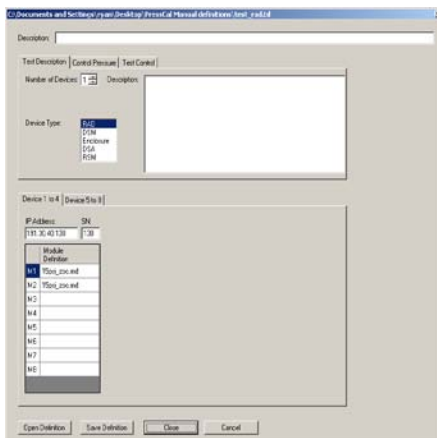 C:\Documents and Settings\ryan\Desktop\PressCal Manual definitions\test_rad.td
Description:
Test Description Control Pressure Test Control
Number of Devices: 1 Description:
Device Type:
RAD
DSM
Enclosure
DSA
RSM
Device 1 to 4 Device 5 to 8
IP Address SN
191.30.40.138 138
Module
Definition
M1 15psi_zoc.md
M2 15psi_zoc.md
M3
M4
M5
M6
M7
M8
Open Definition Save Definition Close Cancel